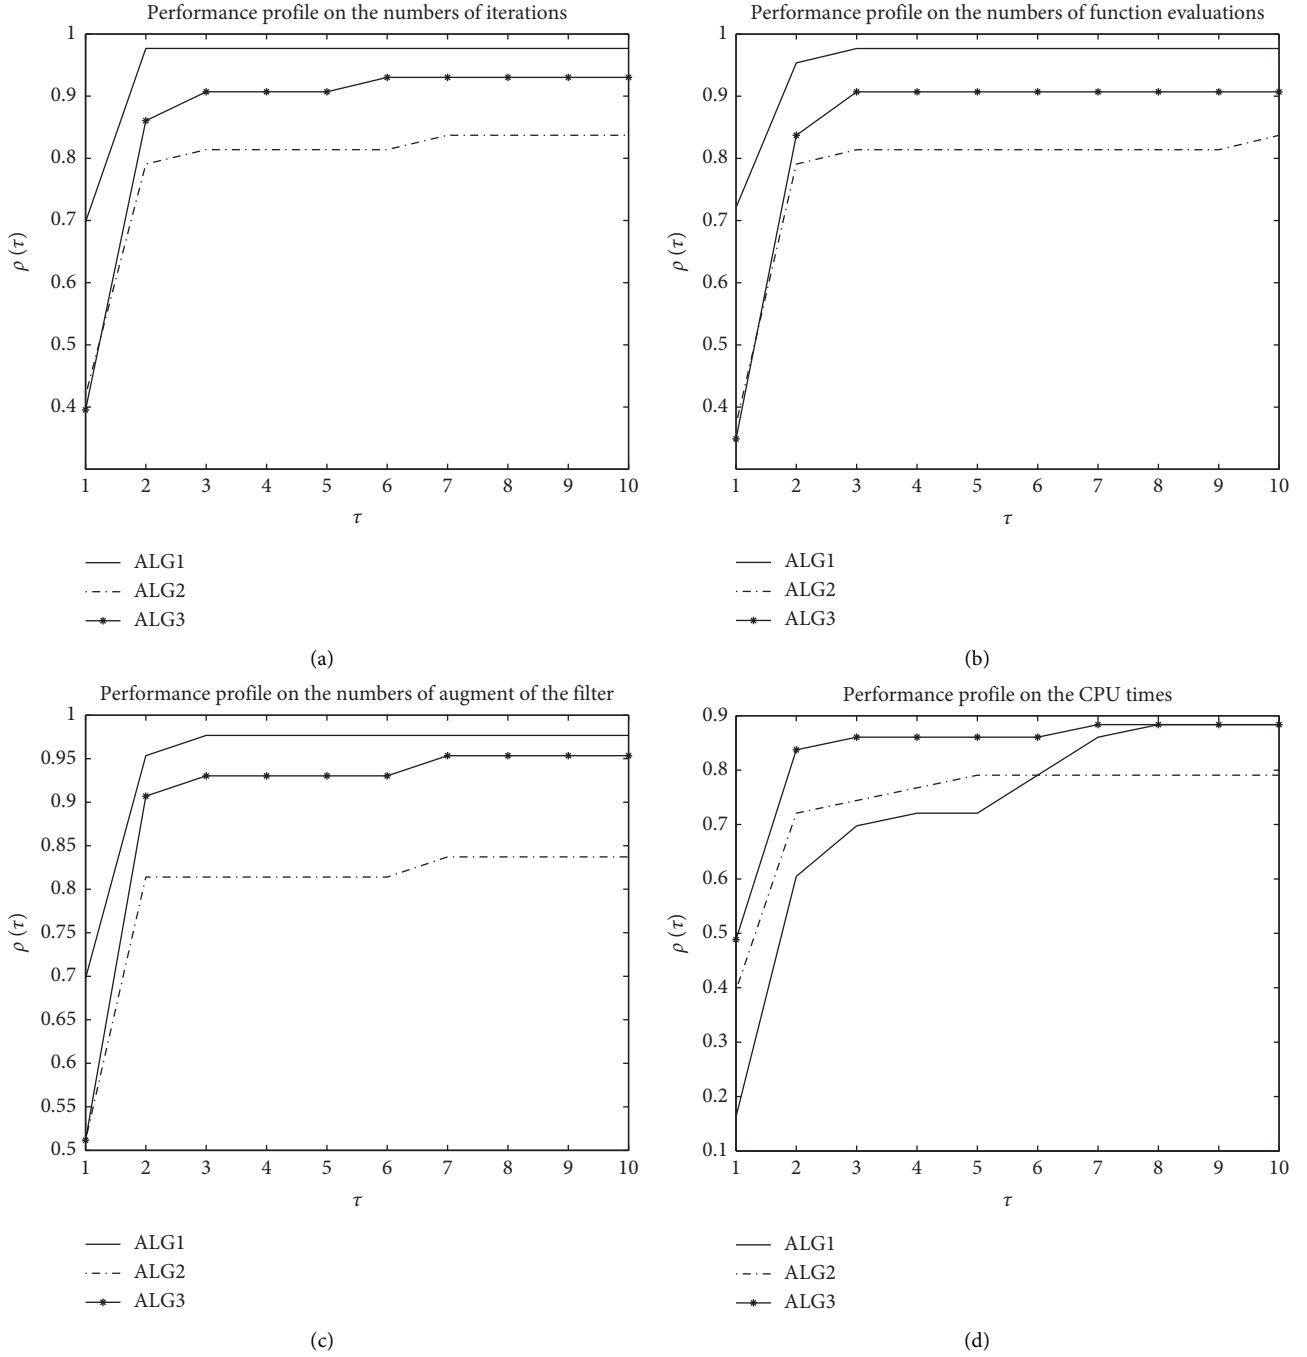 Performance profile on the numbers of iterations
1
0.9
0.8
0.7
0.6
0.5
0.4
ρ (τ)
1 2 3 4 5 6 7 8 9 10
τ
ALG1
ALG2
ALG3
(a)
Performance profile on the numbers of function evaluations
1
0.9
0.8
0.7
0.6
0.5
0.4
ρ (τ)
1 2 3 4 5 6 7 8 9 10
τ
ALG1
ALG2
ALG3
(b)
Performance profile on the numbers of augment of the filter
1
0.95
0.9
0.85
0.8
0.75
0.7
0.65
0.6
0.55
0.5
ρ (τ)
1 2 3 4 5 6 7 8 9 10
τ
ALG1
ALG2
ALG3
(c)
Performance profile on the CPU times
0.9
0.8
0.7
0.6
0.5
0.4
0.3
0.2
0.1
ρ (τ)
1 2 3 4 5 6 7 8 9 10
τ
ALG1
ALG2
ALG3
(d)